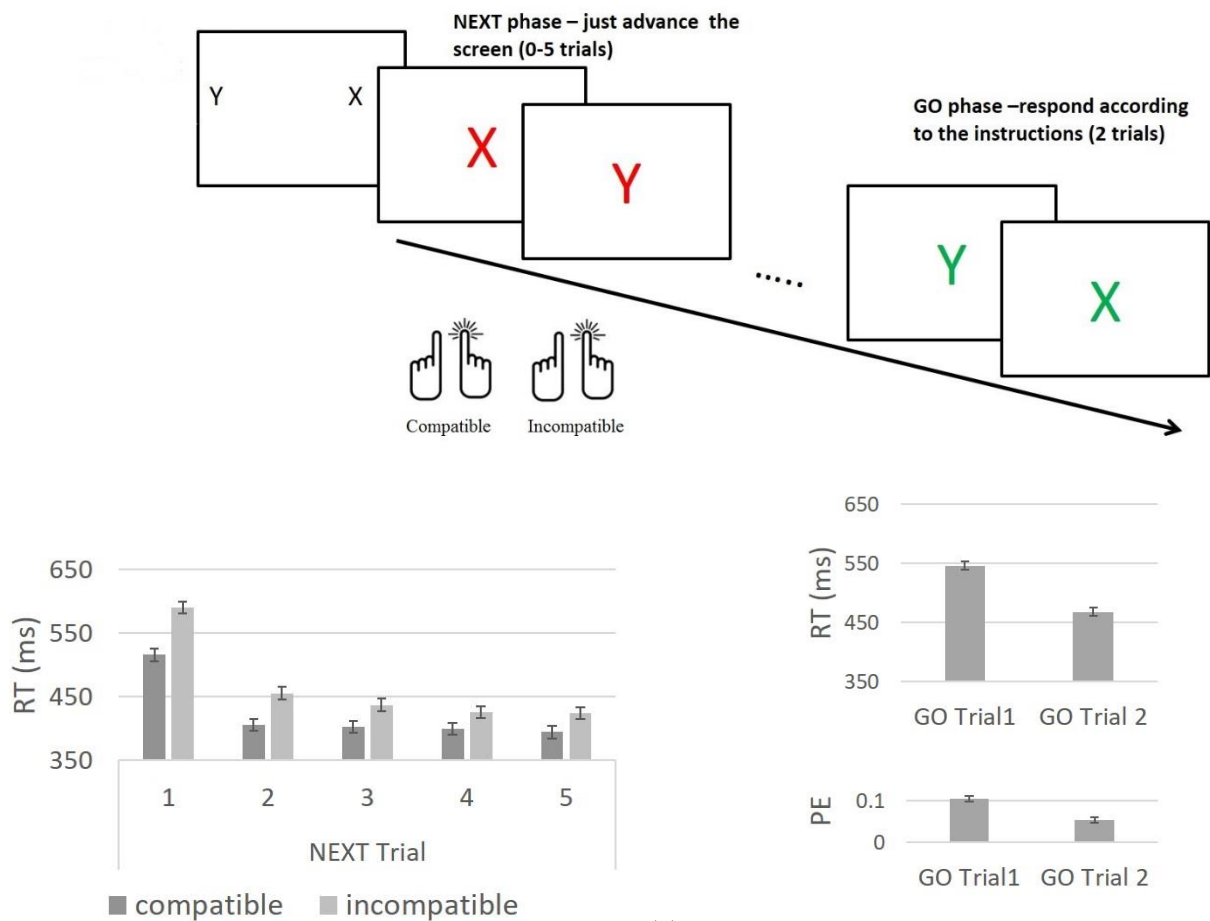 NEXT phase – just advance the
screen (0-5 trials)
Y X
X
Y
GO phase –respond according
to the instructions (2 trials)
Y
X
.....
Compatible Incompatible
650
550
450
350
RT (ms)
1 2 3 4 5
NEXT Trial
compatible incompatible
650
550
450
350
RT (ms)
GO Trial1 GO Trial 2
0.1
0
PE
GO Trial1 GO Trial 2